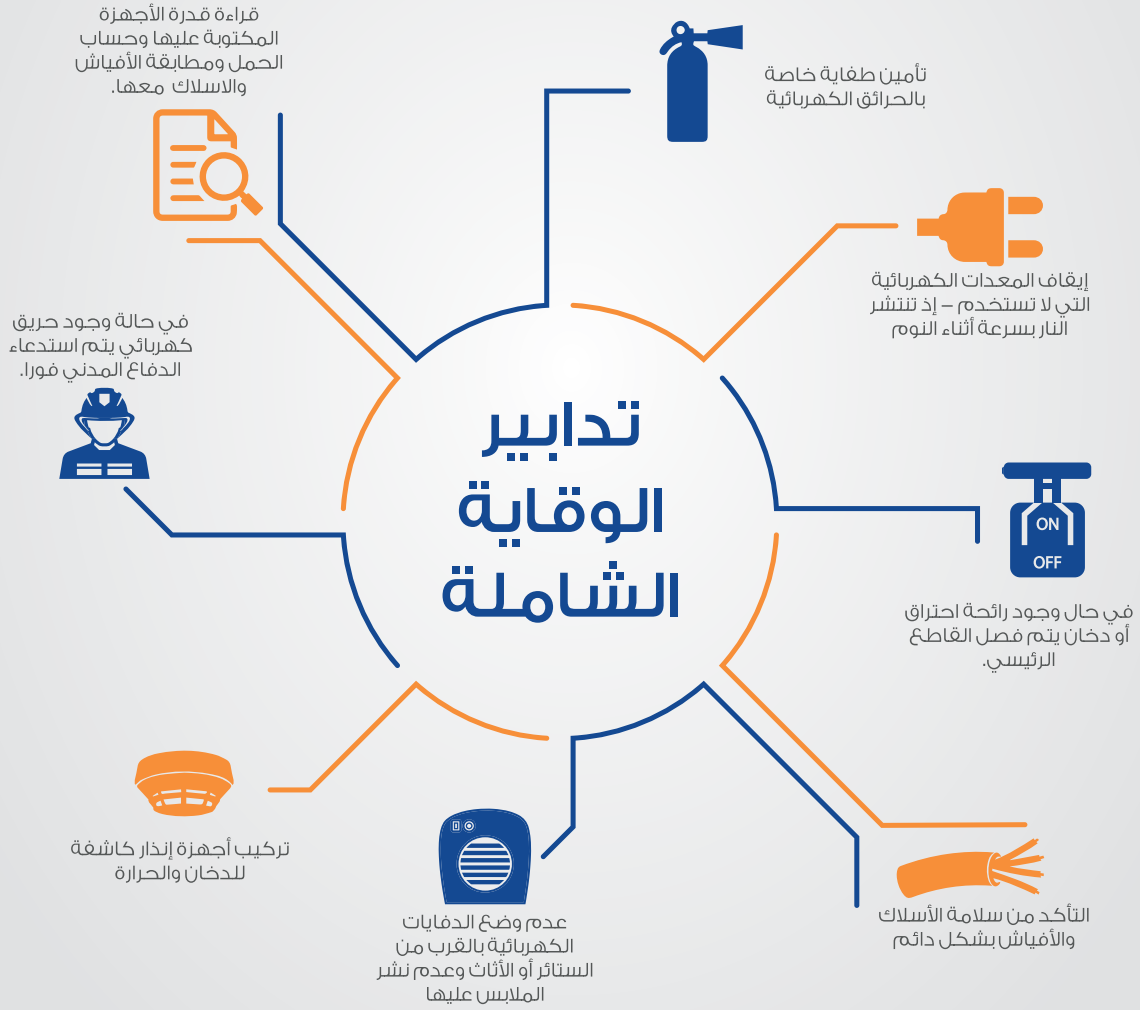 تدابير
الوقاية
الشاملة
تأمين طفاية خاصة
بالحرائق الكهربائية
إيقاف المعدات الكهربائية
التي لا تستخدم – إذ تنتشر
النار بسرعة أثناء النوم
ON
OFF
في حال وجود رائحة احتراق
أو دخان يتم فصل القاطع
الرئيسي.
التأكد من سلامة الأسلاك
والأفياش بشكل دائم
عدم وضع الدفايات
الكهربائية بالقرب من
الستائر أو الأثاث وعدم نشر
الملابس عليها
تركيب أجهزة إنذار كاشفة
للدخان والحرارة
في حالة وجود حريق
كهربائي يتم استدعاء
الدفاع المدني فورا.
قراءة قدرة الأجهزة
المكتوبة عليها وحساب
الحمل ومطابقة الأفياش
والاسلاك معها.